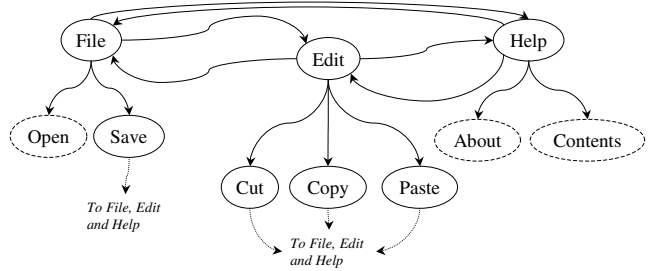 File
Edit
Help
Open
Save
About
Contents
Cut
Copy
Paste
To File, Edit
and Help
To File, Edit
and Help